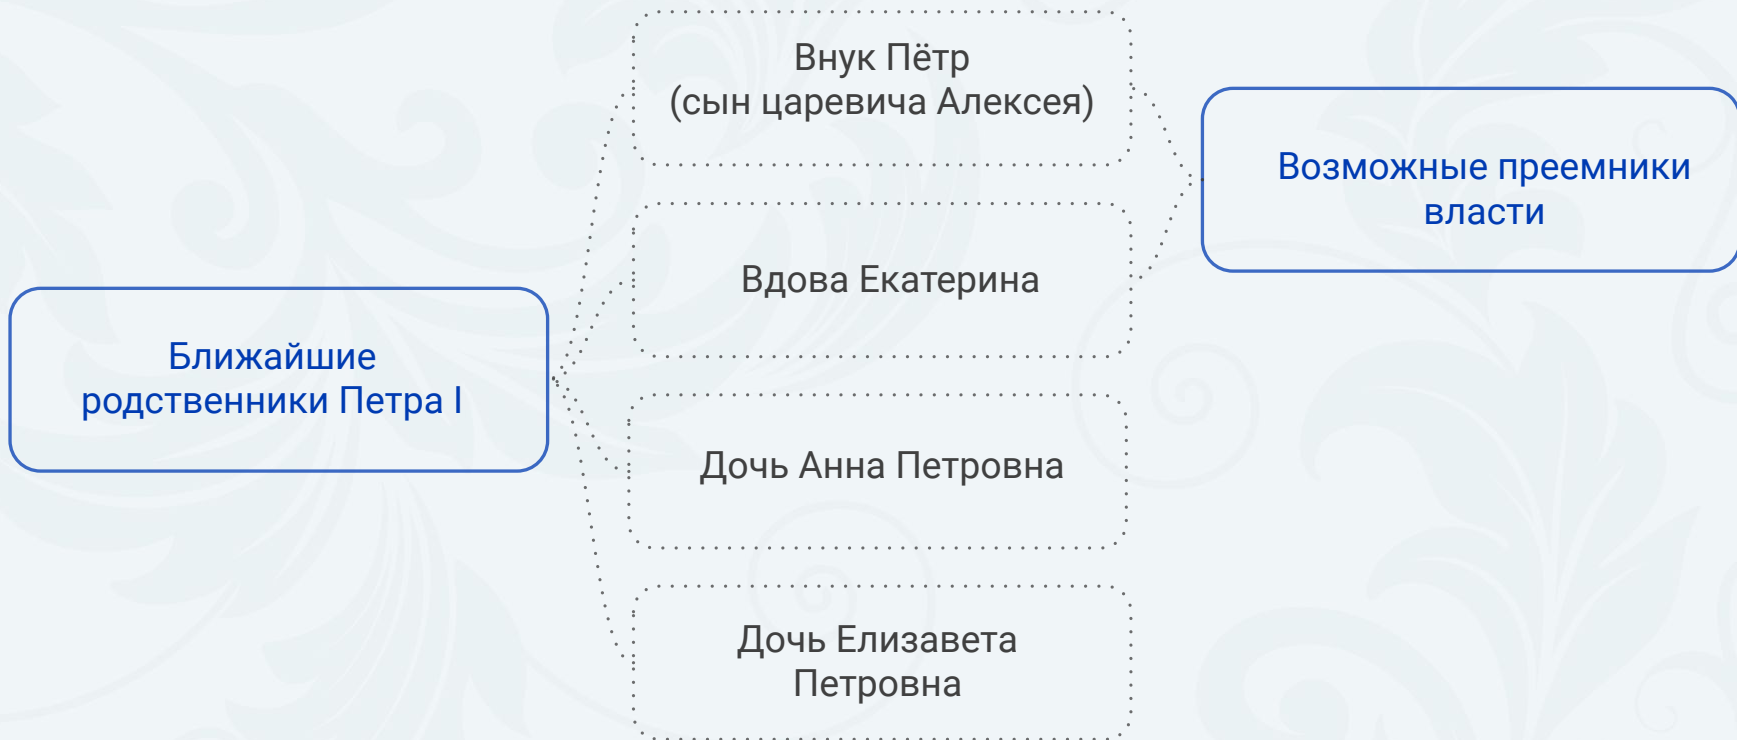 Внук Пётр
(сын царевича Алексея)
Возможные преемники
власти
Вдова Екатерина
Ближайшие
родственники Петра I
Дочь Анна Петровна
Дочь Елизавета
Петровна